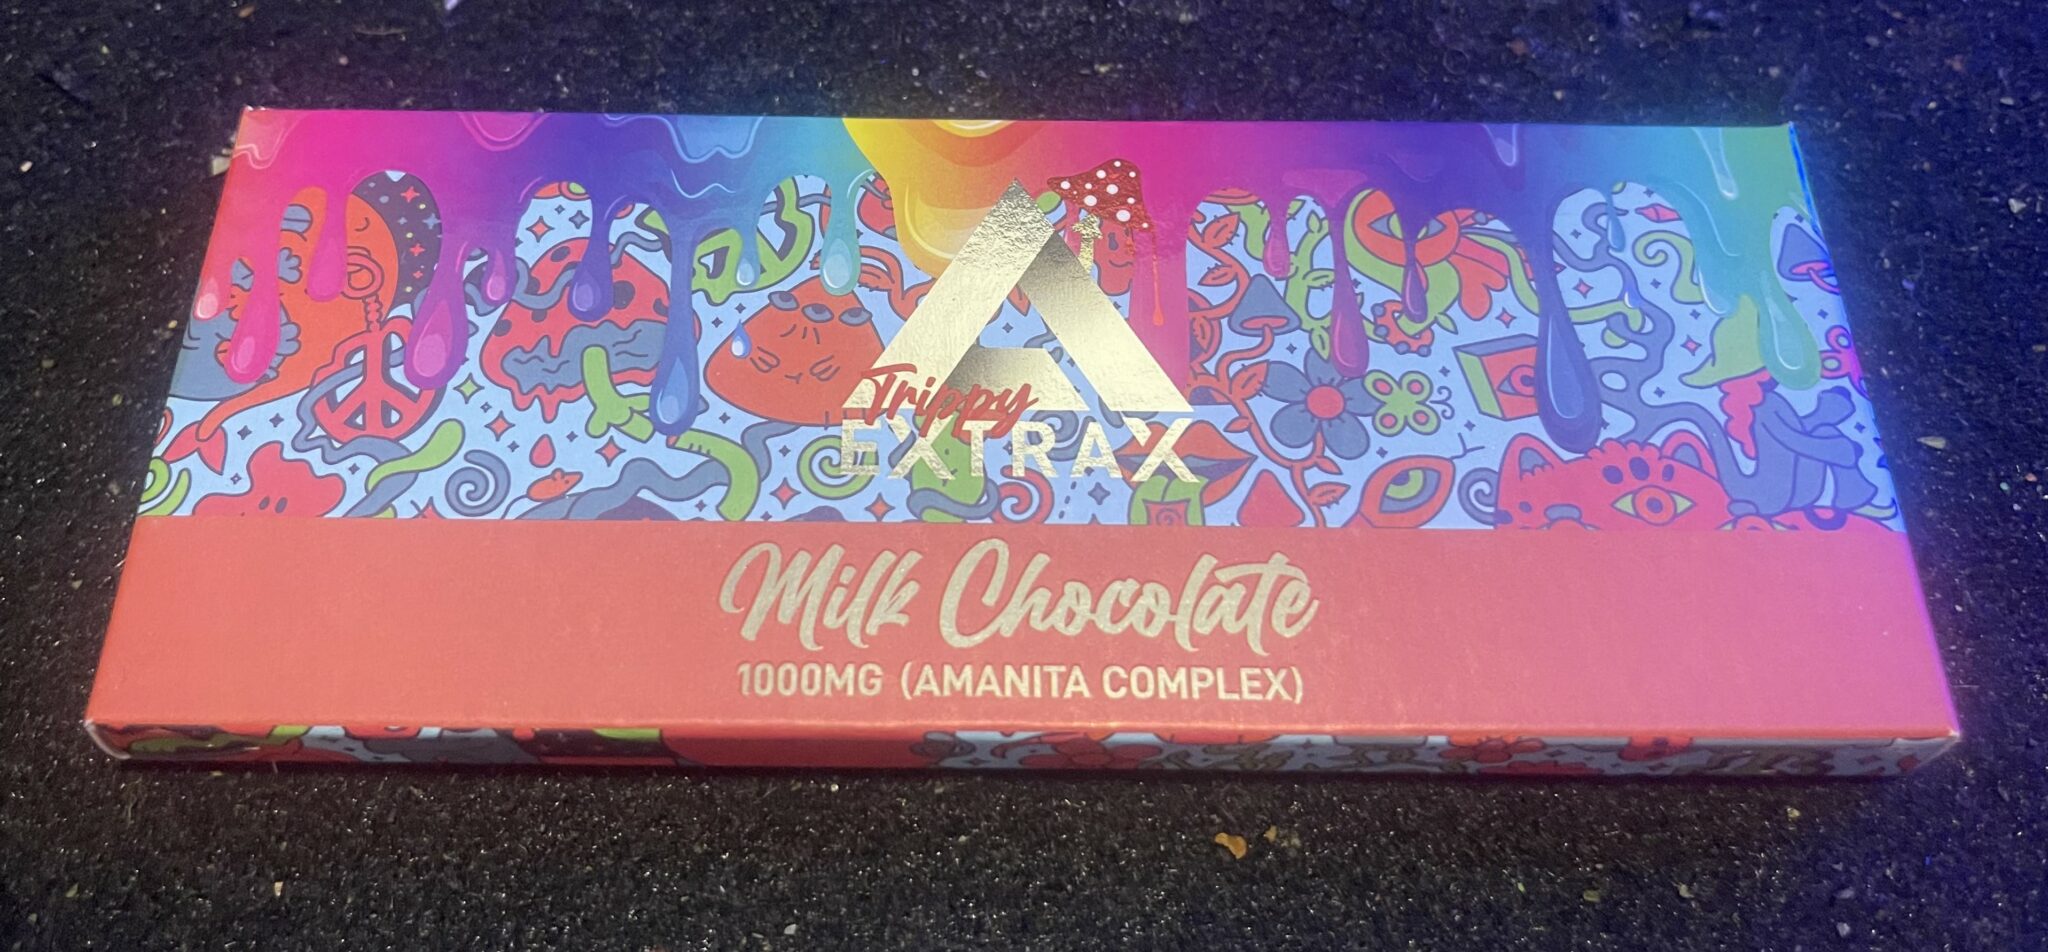 Trippy
EXTRAX
Milk Chocolate
1000MG (AMANITA COMPLEX)